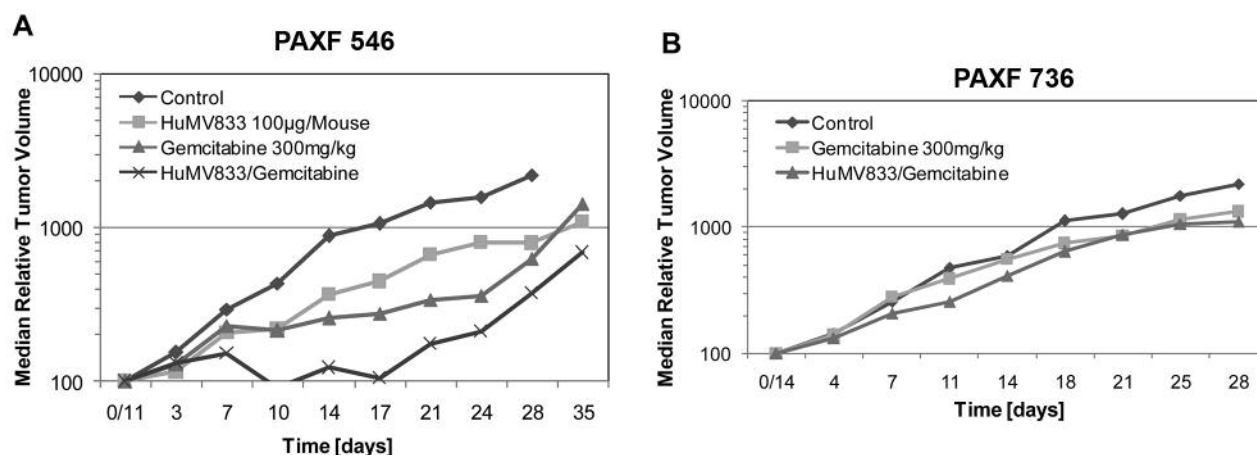 A
PAXF 546
10000
1000
100
Median Relative Tumor Volume
Control
HuMV833 100µg/Mouse
Gemcitabine 300mg/kg
HuMV833/Gemcitabine
0/11 3 7 10 14 17 21 24 28 35
Time [days]
B
PAXF 736
10000
1000
100
Median Relative Tumor Volume
Control
Gemcitabine 300mg/kg
HuMV833/Gemcitabine
0/14 4 7 11 14 18 21 25 28
Time [days]